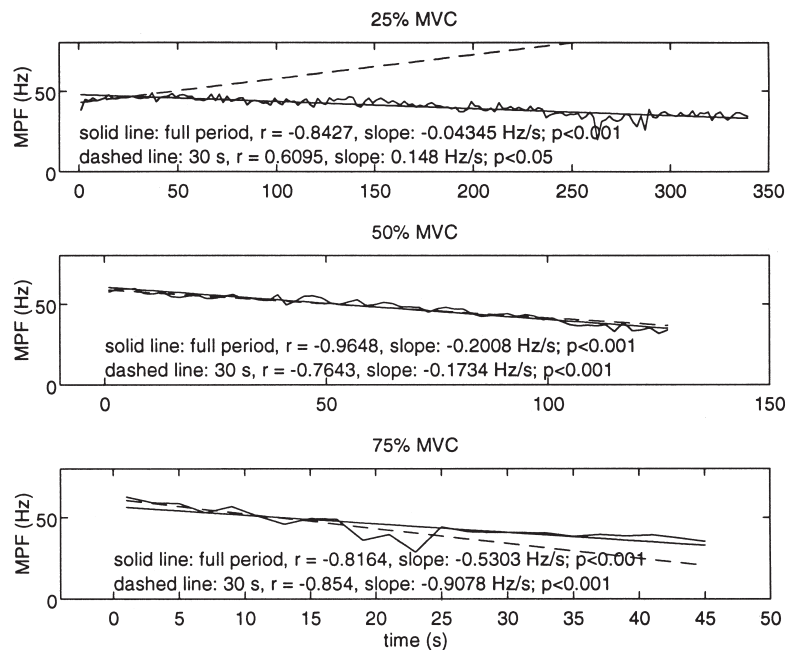 25% MVC
MPF (Hz)
50
0
solid line: full period, r = -0.8427, slope: -0.04345 Hz/s; p<0.001
dashed line: 30 s, r = 0.6095, slope: 0.148 Hz/s; p<0.05
0 50 100 150 200 250 300 350
50% MVC
MPF (Hz)
50
0
solid line: full period, r = -0.9648, slope: -0.2008 Hz/s; p<0.001
dashed line: 30 s, r = -0.7643, slope: -0.1734 Hz/s; p<0.001
0 50 100 150
75% MVC
MPF (Hz)
50
0
solid line: full period, r = -0.8164, slope: -0.5303 Hz/s; p<0.001
dashed line: 30 s, r = -0.854, slope: -0.9078 Hz/s; p<0.001
0 5 10 15 20 25 30 35 40 45 50
time (s)